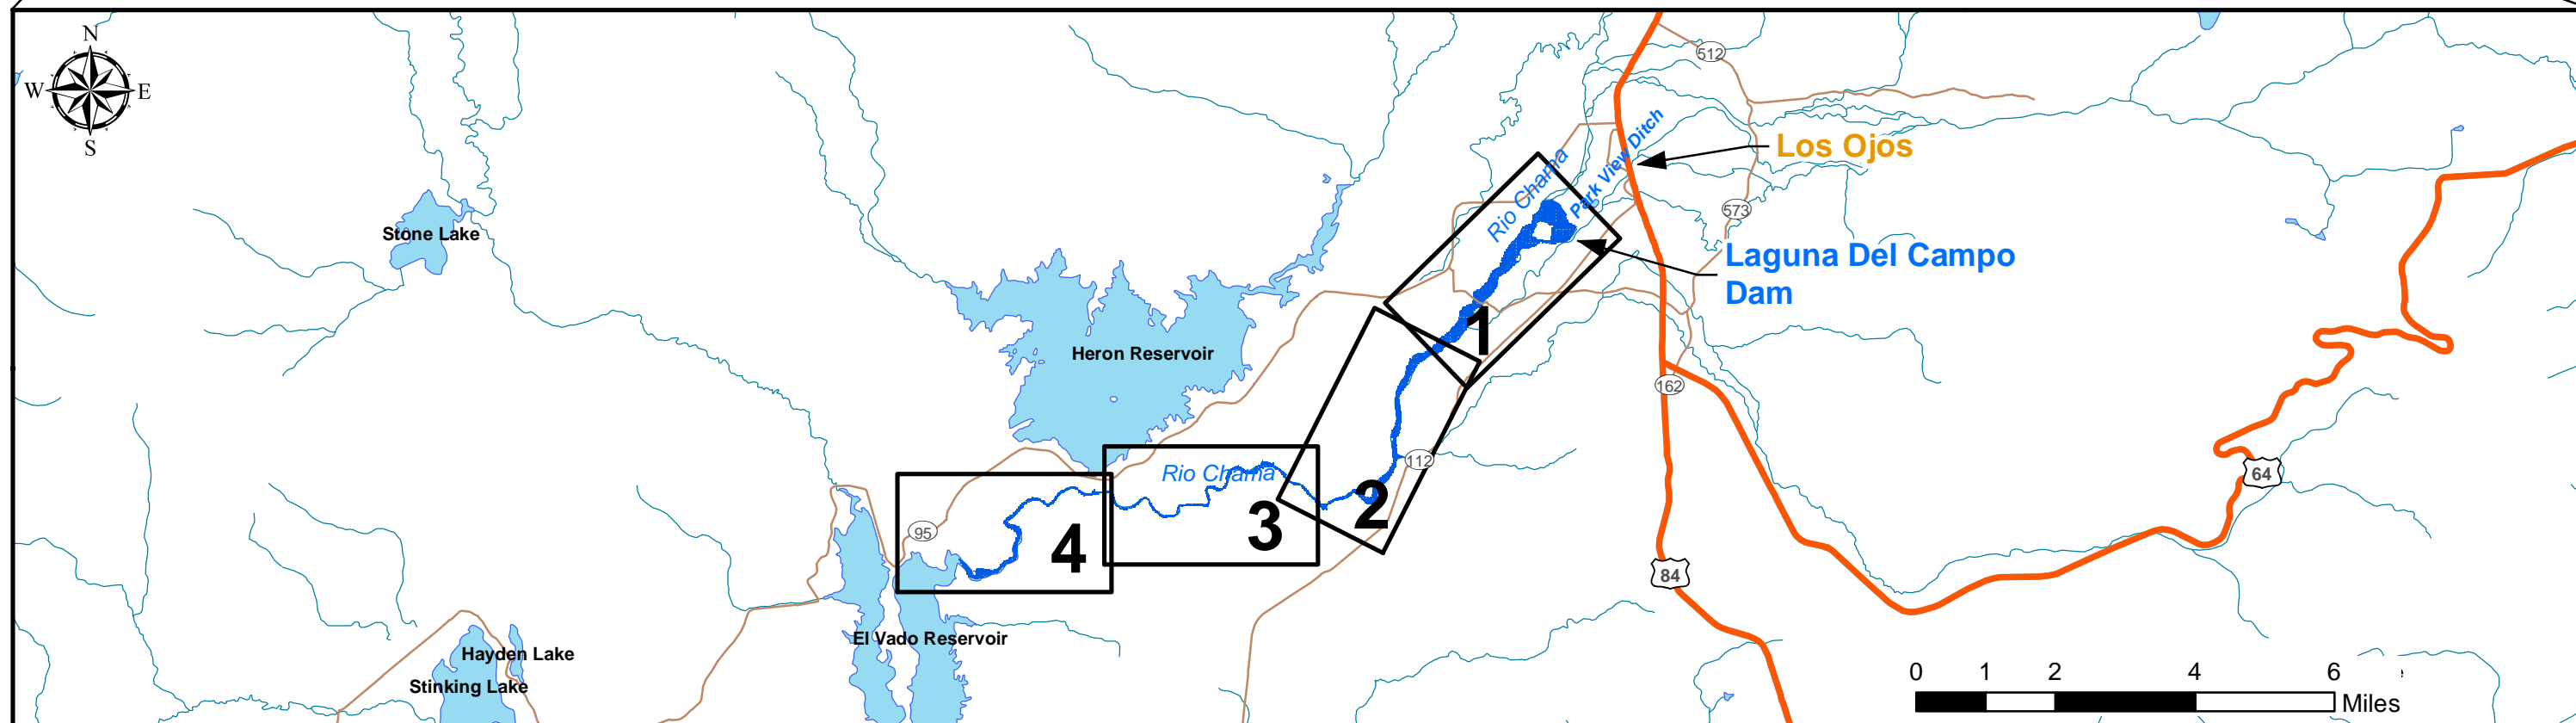 N
W E
S
512
Los Ojos
Park View Ditch
Rio Chama
573
Stone Lake
Laguna Del Campo
Dam
1
Heron Reservoir
162
112
Rio Chama
64
2
3
95
4
84
El Vado Reservoir
Hayden Lake
Stinking Lake
0 1 2 4 6
Miles